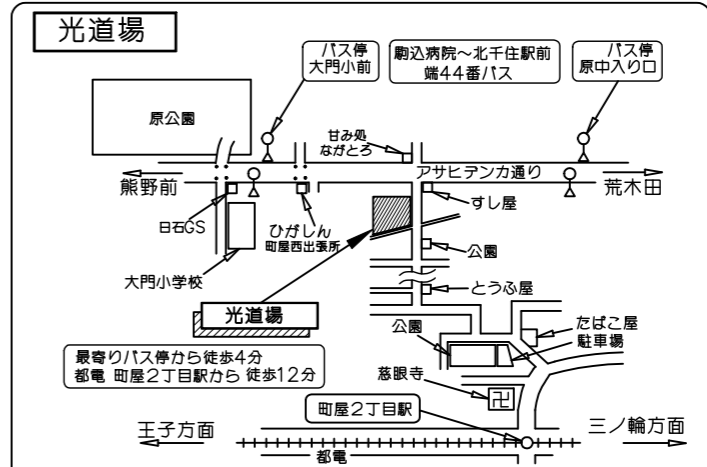 光道場
バス停
大門小前
駒込病院～北千住駅前
端44番バス
バス停
原中入り口
原公園
甘み処
ながとろ
アサヒデンカ通り
熊野前
荒木田
日石GS
ひがしん
町屋西出張所
すし屋
公園
大門小学校
とうふ屋
光道場
公園
たばこ屋
駐車場
最寄りバス停から徒歩4分
都電 町屋2丁目駅から 徒歩12分
慈眼寺
卍
町屋2丁目駅
王子方面
三ノ輪方面
都電